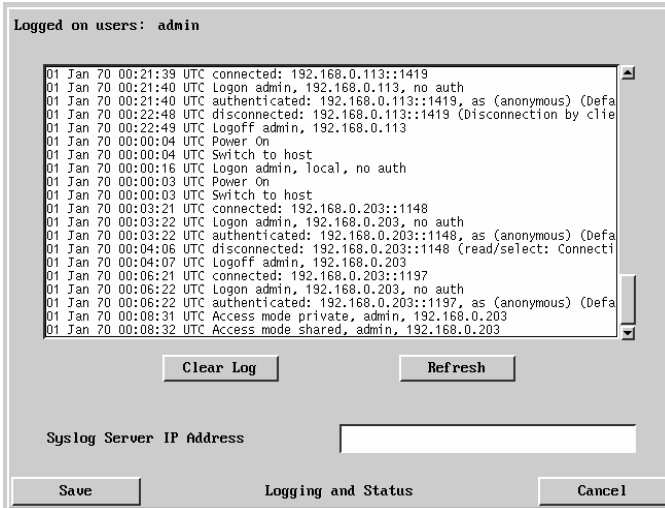 Logged on users: admin
01 Jan 70 00:21:39 UTC connected: 192.168.0.113::1419
01 Jan 70 00:21:40 UTC Logon admin, 192.168.0.113, no auth
01 Jan 70 00:21:40 UTC authenticated: 192.168.0.113::1419, as (anonymous) (Defa
01 Jan 70 00:22:48 UTC disconnected: 192.168.0.113::1419 (Disconnection by clie
01 Jan 70 00:22:49 UTC Logoff admin, 192.168.0.113
01 Jan 70 00:00:04 UTC Power On
01 Jan 70 00:00:04 UTC Switch to host
01 Jan 70 00:00:16 UTC Logon admin, local, no auth
01 Jan 70 00:00:03 UTC Power On
01 Jan 70 00:00:03 UTC Switch to host
01 Jan 70 00:03:21 UTC connected: 192.168.0.203::1148
01 Jan 70 00:03:22 UTC Logon admin, 192.168.0.203, no auth
01 Jan 70 00:03:22 UTC authenticated: 192.168.0.203::1148, as (anonymous) (Defa
01 Jan 70 00:04:06 UTC disconnected: 192.168.0.203::1148 (read/select: Connecti
01 Jan 70 00:04:07 UTC Logoff admin, 192.168.0.203
01 Jan 70 00:06:21 UTC connected: 192.168.0.203::1197
01 Jan 70 00:06:22 UTC Logon admin, 192.168.0.203, no auth
01 Jan 70 00:06:22 UTC authenticated: 192.168.0.203::1197, as (anonymous) (Defa
01 Jan 70 00:08:31 UTC Access mode private, admin, 192.168.0.203
01 Jan 70 00:08:32 UTC Access mode shared, admin, 192.168.0.203
Clear Log Refresh
Syslog Server IP Address
Save Logging and Status Cancel